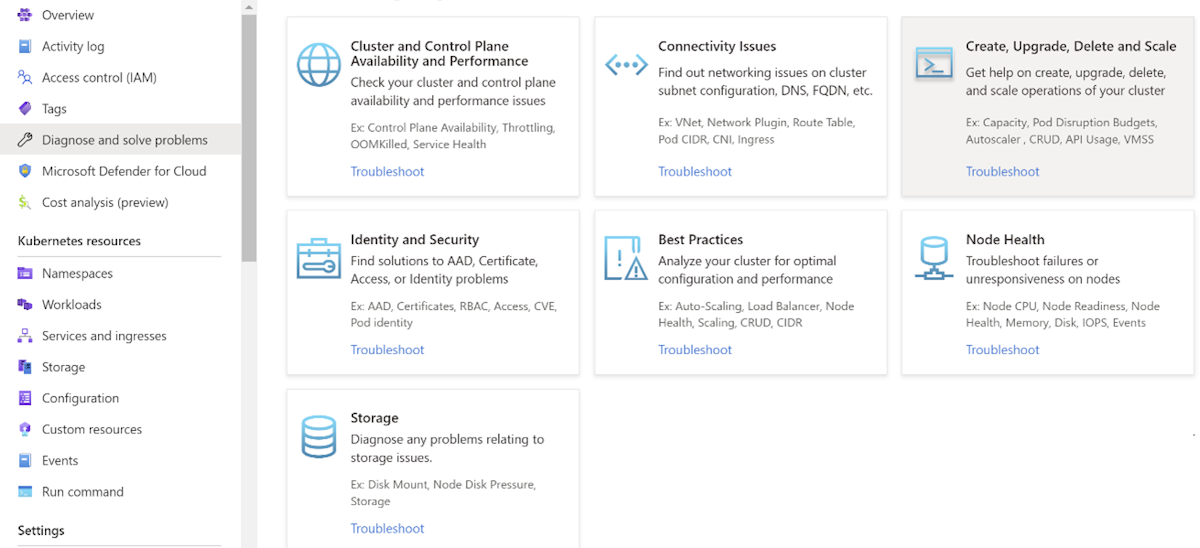 Overview
Activity log
Access control (IAM)
Tags
Diagnose and solve problems
Microsoft Defender for Cloud
Cost analysis (preview)
Kubernetes resources
Namespaces
Workloads
Services and ingresses
Storage
Configuration
Custom resources
Events
Run command
Settings
Cluster and Control Plane
Availability and Performance
Check your cluster and control plane
availability and performance issues
Ex: Control Plane Availability, Throttling,
OOMKilled, Service Health
Troubleshoot
Connectivity Issues
Find out networking issues on cluster
subnet configuration, DNS, FQDN, etc.
Ex: VNet, Network Plugin, Route Table,
Pod CIDR, CNI, Ingress
Troubleshoot
Create, Upgrade, Delete and Scale
Get help on create, upgrade, delete,
and scale operations of your cluster
Ex: Capacity, Pod Disruption Budgets,
Autoscaler , CRUD, API Usage, VMSS
Troubleshoot
Identity and Security
Find solutions to AAD, Certificate,
Access, or Identity problems
Ex: AAD, Certificates, RBAC, Access, CVE,
Pod identity
Troubleshoot
Best Practices
Analyze your cluster for optimal
configuration and performance
Ex: Auto-Scaling, Load Balancer, Node
Health, Scaling, CRUD, CIDR
Troubleshoot
Node Health
Troubleshoot failures or
unresponsiveness on nodes
Ex: Node CPU, Node Readiness, Node
Health, Memory, Disk, IOPS, Events
Troubleshoot
Storage
Diagnose any problems relating to
storage issues.
Ex: Disk Mount, Node Disk Pressure,
Storage
Troubleshoot